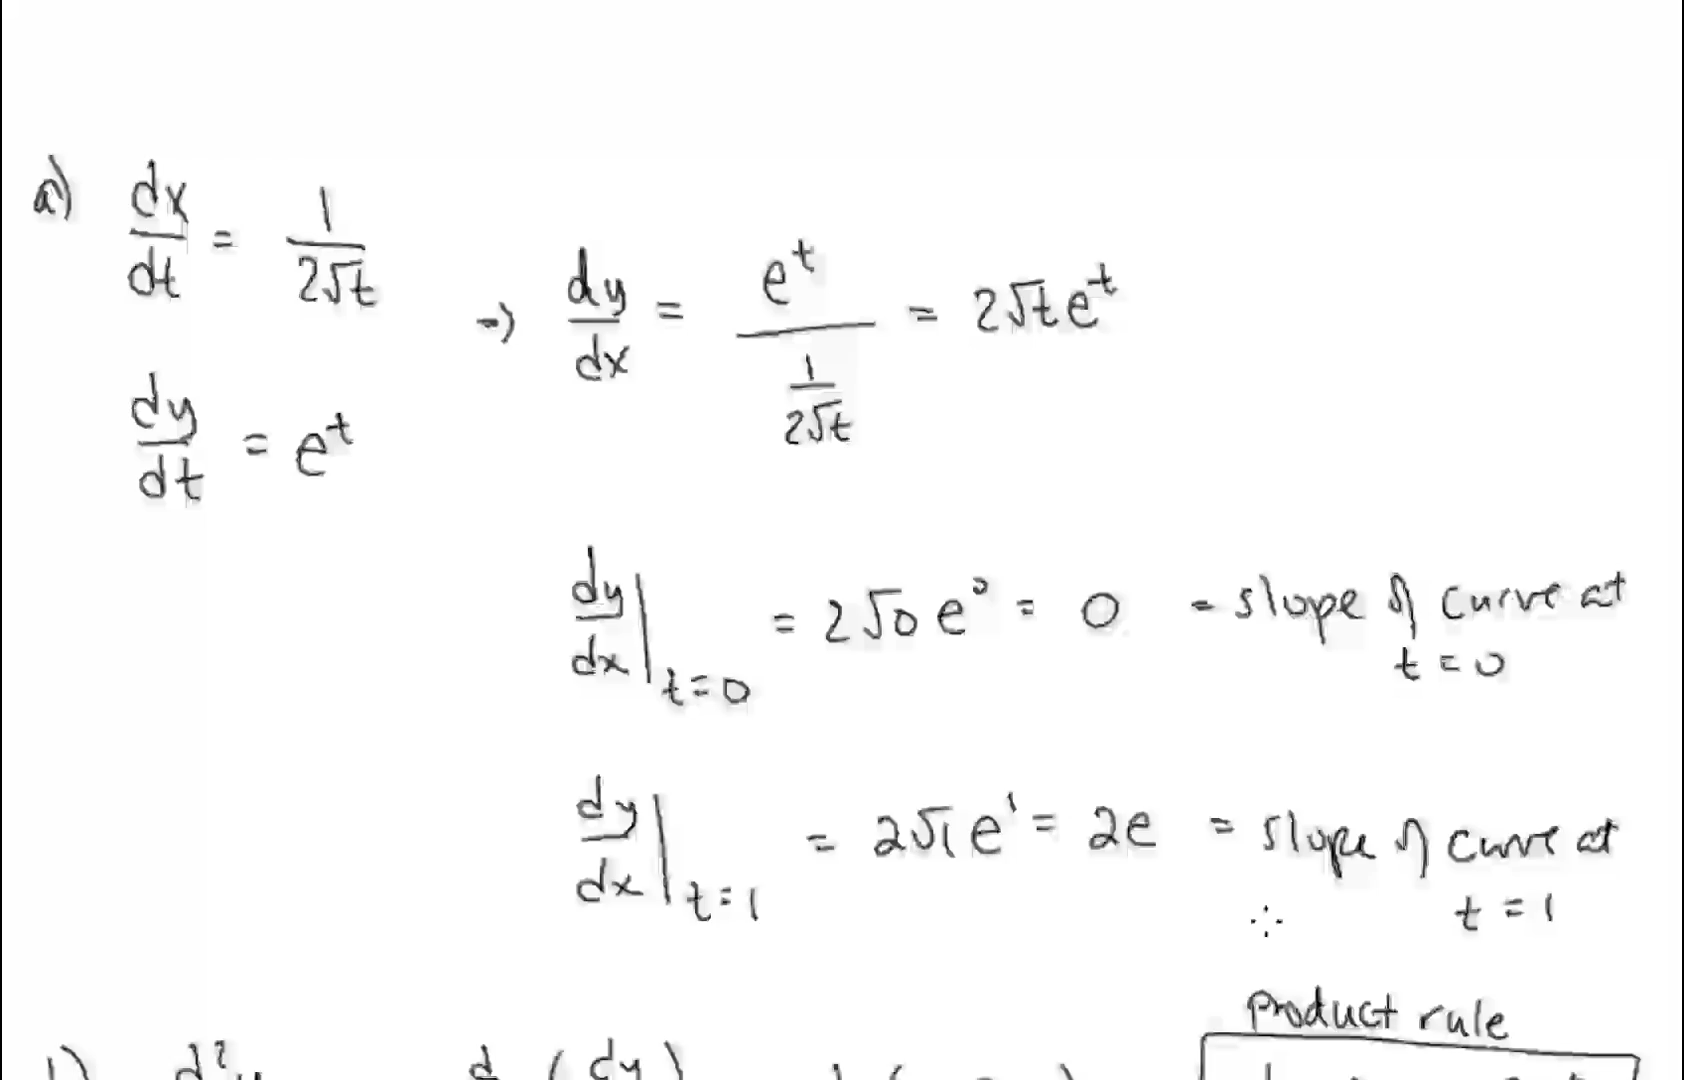 a) dx/dt = 1/(2√t)
dy/dt = e^t
=> dy/dx = e^t/(1/(2√t)) = 2√t e^t
dy/dx |t=0 = 2√0 e^0 = 0 = slope of curve at
t = 0
dy/dx |t=1 = 2√1 e^1 = 2e = slope of curve at
t = 1
product rule